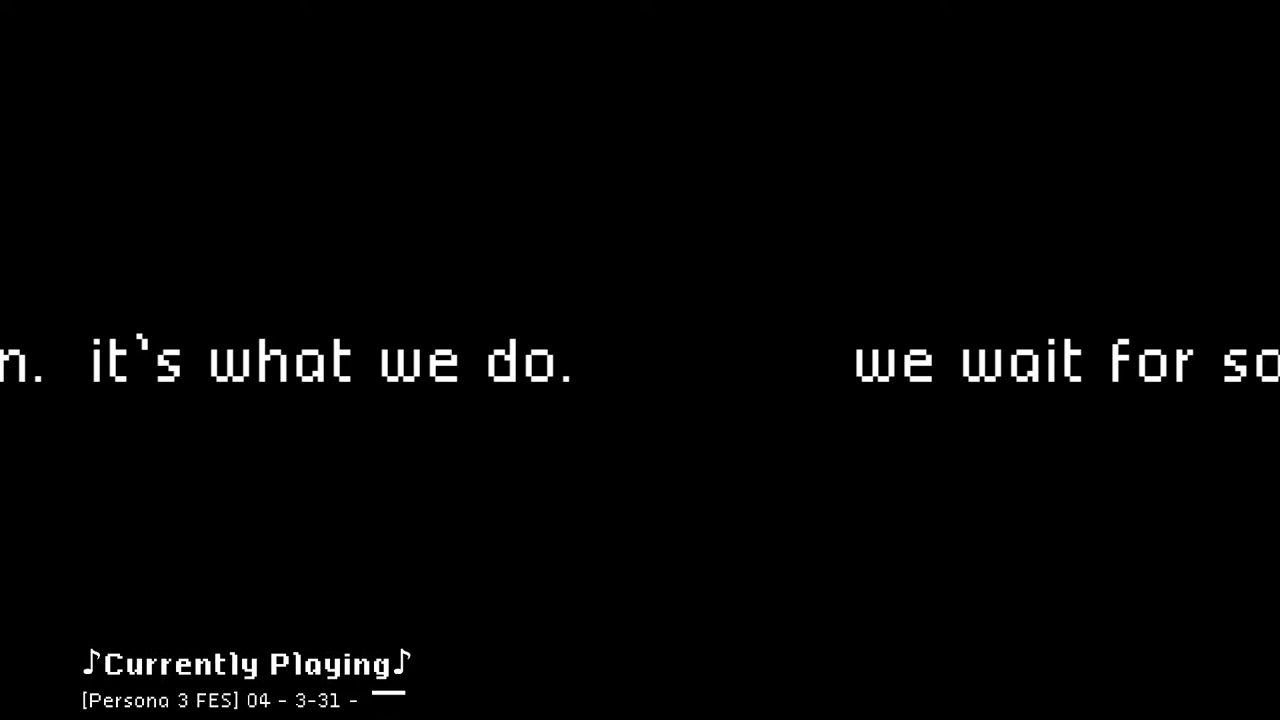 n. it`s what we do. we wait for so
♪Currently Playing♪
[Persona 3 FES] 04 - 3-31 -